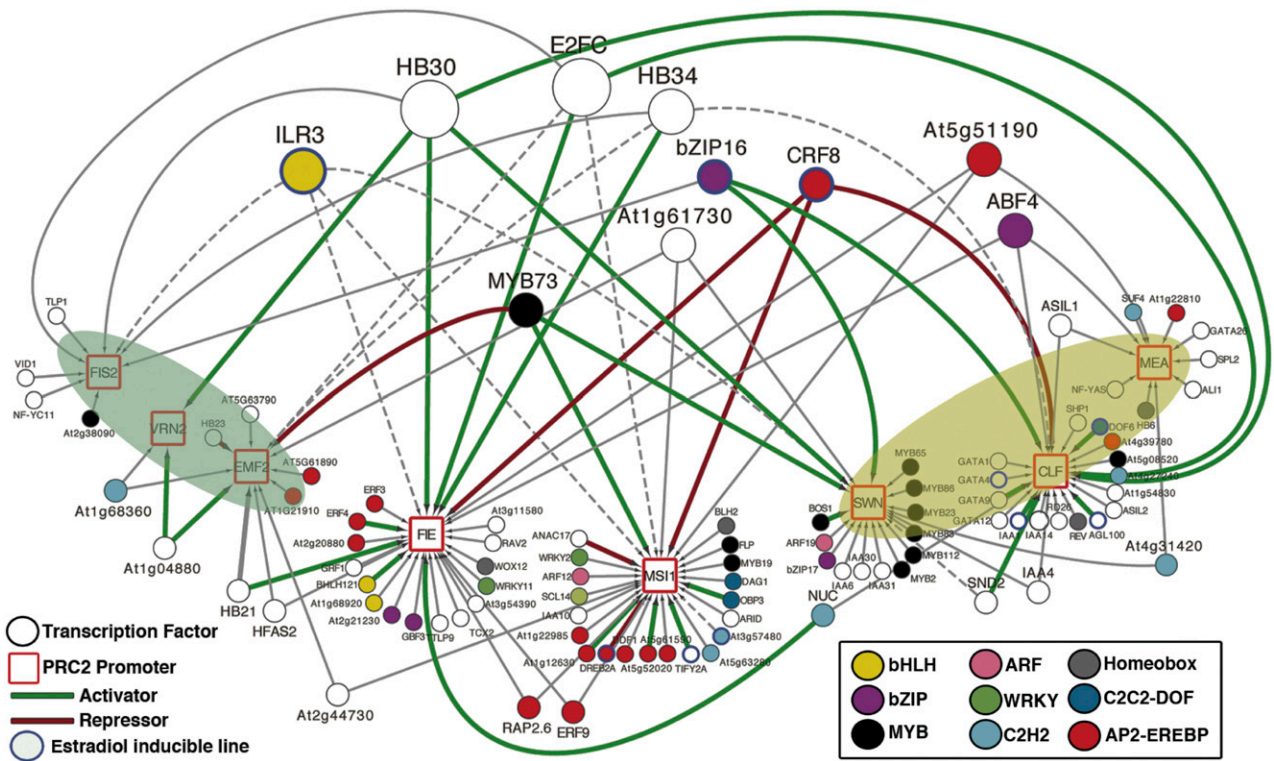 E2FC
HB30
HB34
ILR3
bZIP16
CRF8
At5g51190
At1g61730
ABF4
MYB73
TLP1
ASIL1
SUF4
At1g22810
GATA26
VID1
FIS2
MEA
SPL2
NF-YC11
NF-YAS
ALI1
AT5G63790
SHP1
At2g38090
VRN2
HB23
DOF6
HB6
At4g39780
EMF2
AT5G61890
MYB65
GATA1
At5g08520
CLF
At4g27240
GATA4
MYB86
At1g68360
AT1G21910
ERF3
SWN
GATA9
At1g54830
BOS1
MYB23
RD26
ASIL2
ERF4
At3g11580
BLH2
GATA12
IAA1
IAA14
REV
AGL100
FIE
ANAC17
MYB83
At2g20880
RAV2
FLP
ARF19
At4g31420
WRKY2
IAA30
MYB112
At1g04880
GRF1
WOX12
MYB19
bZIP17
ARF12
MSI1
IAA6
IAA31
MYB2
BHLH121
WRKY11
DAG1
SND2
IAA4
HB21
At1g68920
SCL14
OBP3
NUC
At3g54390
HFAS2
At2g21230
IAA10
ARID
GBF3
TLP9
TCX2
At1g22985
DDF1
At5g61590
At3g57480
At1g12630
DREB2A
At5g52020
TIFY2A
At5g63280
At2g44730
RAP2.6
ERF9
Transcription Factor
PRC2 Promoter
Activator
Repressor
Estradiol inducible line
bHLH
ARF
Homeobox
bZIP
WRKY
C2C2-DOF
MYB
C2H2
AP2-EREBP